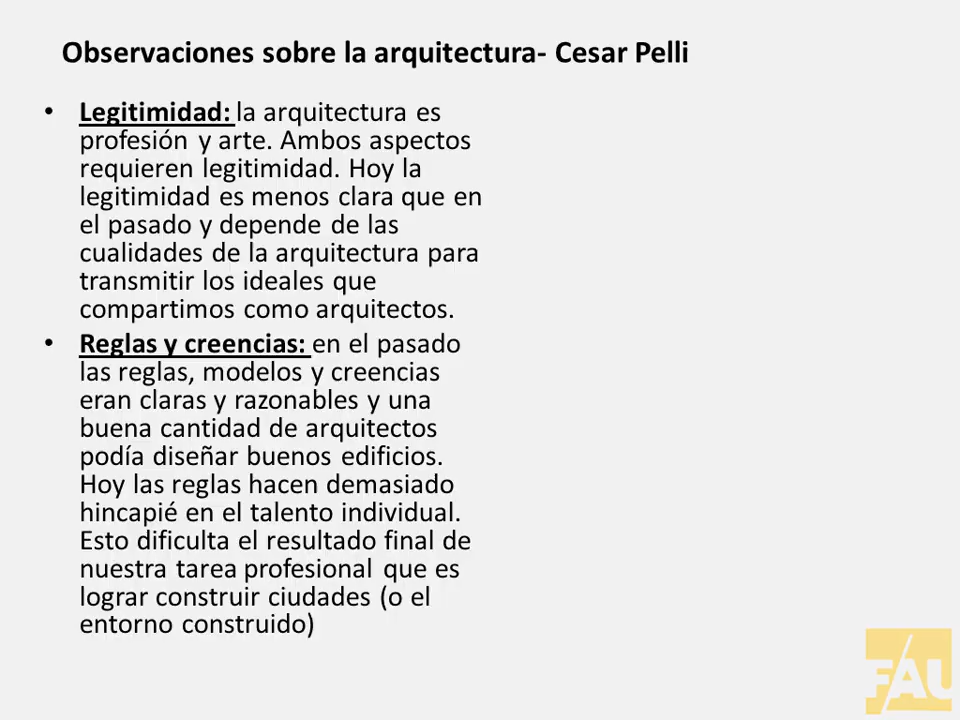 Observaciones sobre la arquitectura- Cesar Pelli
• Legitimidad: la arquitectura es
profesión y arte. Ambos aspectos
requieren legitimidad. Hoy la
legitimidad es menos clara que en
el pasado y depende de las
cualidades de la arquitectura para
transmitir los ideales que
compartimos como arquitectos.
• Reglas y creencias: en el pasado
las reglas, modelos y creencias
eran claras y razonables y una
buena cantidad de arquitectos
podía diseñar buenos edificios.
Hoy las reglas hacen demasiado
hincapié en el talento individual.
Esto dificulta el resultado final de
nuestra tarea profesional que es
lograr construir ciudades (o el
entorno construido)
FAU